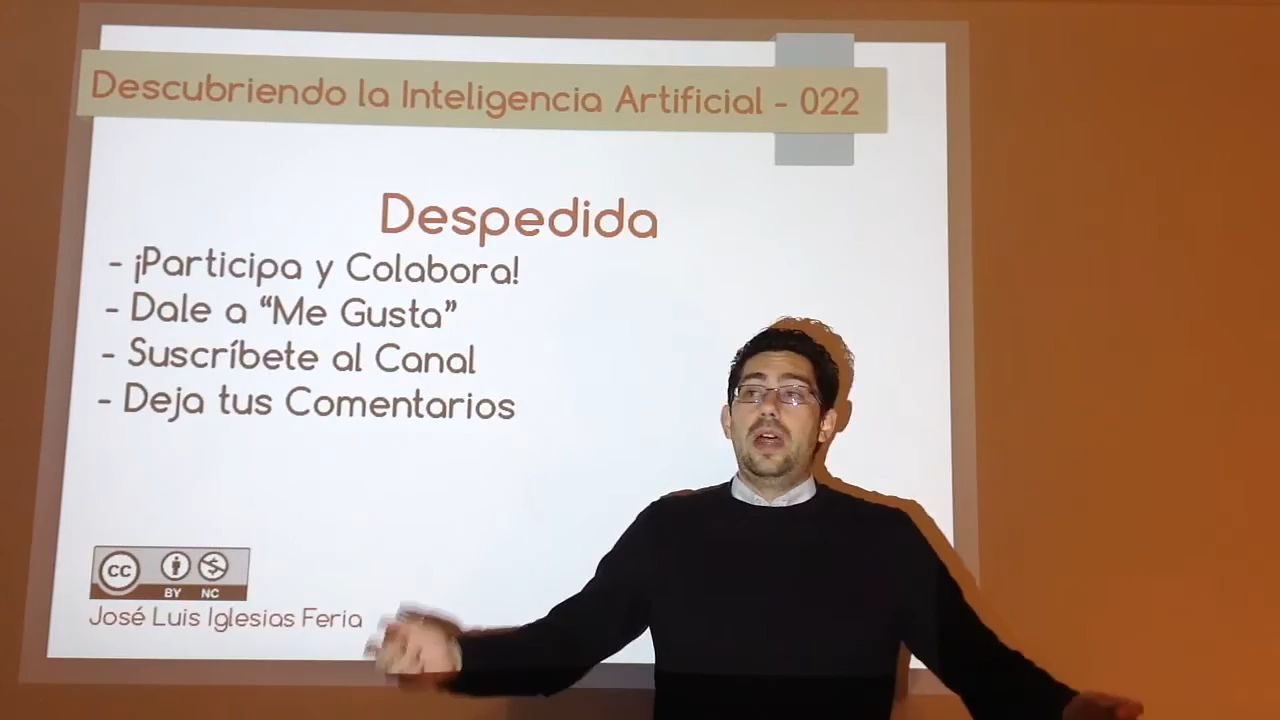 Descubriendo la Inteligencia Artificial - 022
Despedida
- ¡Participa y Colabora!
- Dale a “Me Gusta”
- Suscríbete al Canal
- Deja tus Comentarios
CC
BY NC
José Luis Iglesias Feria